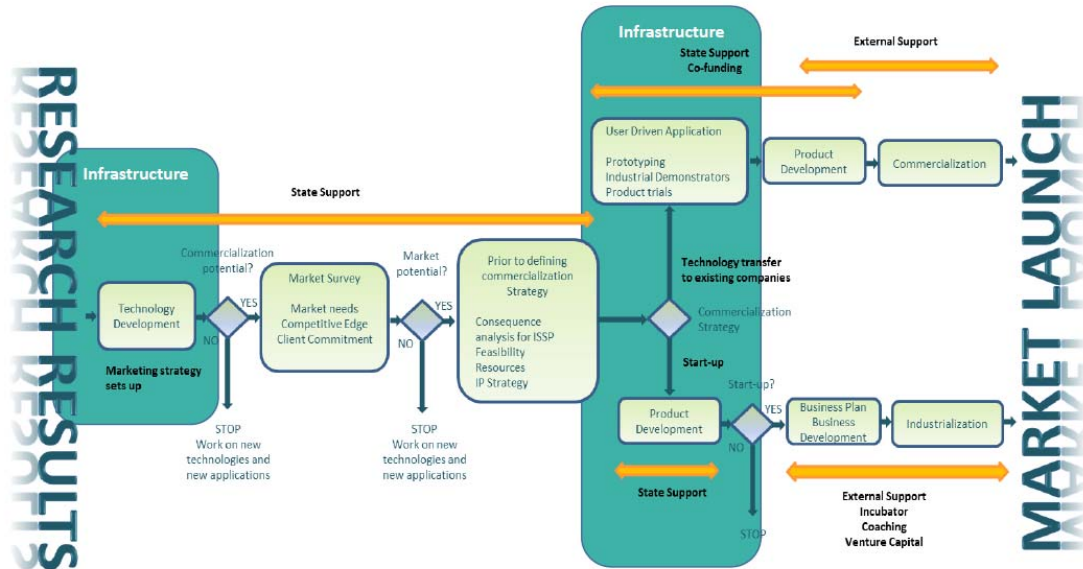 RESEARCH RESULTS
Infrastructure
State Support
Technology
Development
Marketing strategy
sets up
Commercialization
potential?
YES
NO
STOP
Work on new
technologies and
new applications
Market Survey
Market needs
Competitive Edge
Client Commitment
Market
potential?
YES
NO
STOP
Work on new
technologies and
new applications
Prior to defining
commercialization
Strategy
Consequence
analysis for ISSP
Feasibility
Resources
IP Strategy
Infrastructure
State Support
Co-funding
External Support
User Driven Application
Prototyping
Industrial Demonstrators
Product trials
Product
Development
Commercialization
Technology transfer
to existing companies
Commercialization
Strategy
Start-up
Product
Development
State Support
Start-up?
YES
NO
STOP
Business Plan
Business
Development
Industrialization
External Support
Incubator
Coaching
Venture Capital
MARKET LAUNCH